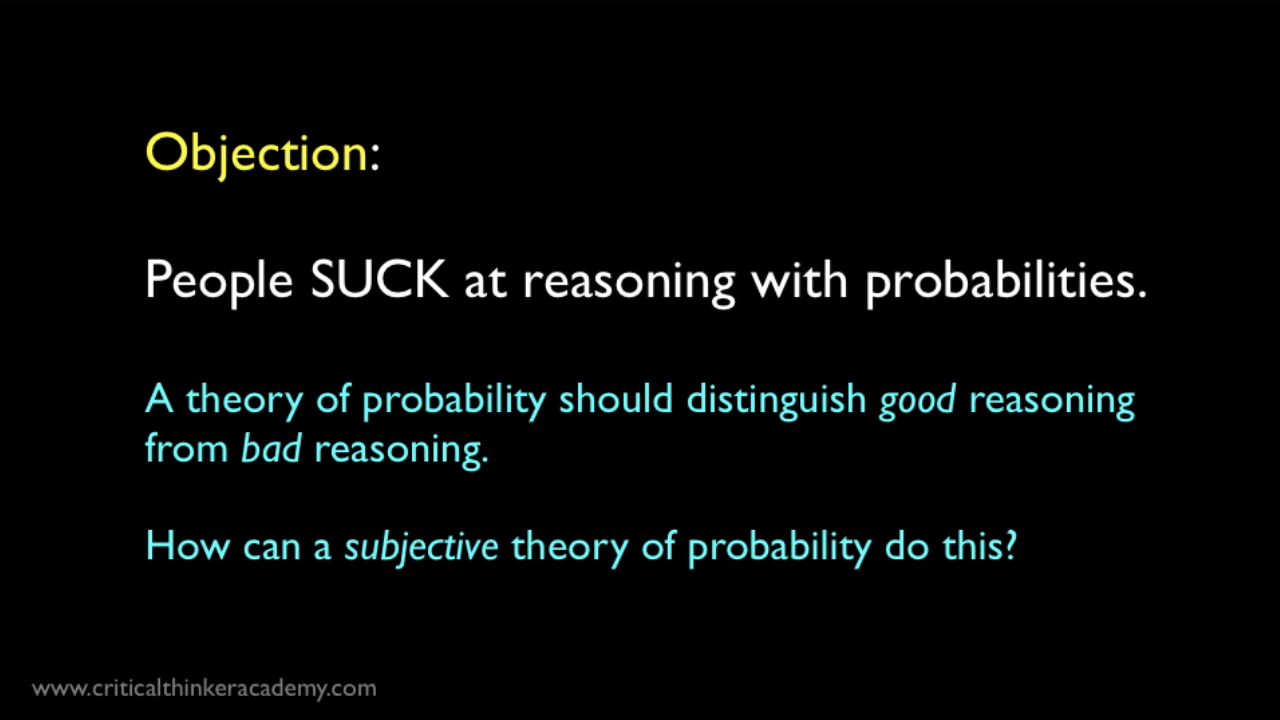 Objection:
People SUCK at reasoning with probabilities.
A theory of probability should distinguish good reasoning
from bad reasoning.
How can a subjective theory of probability do this?
www.criticalthinkeracademy.com